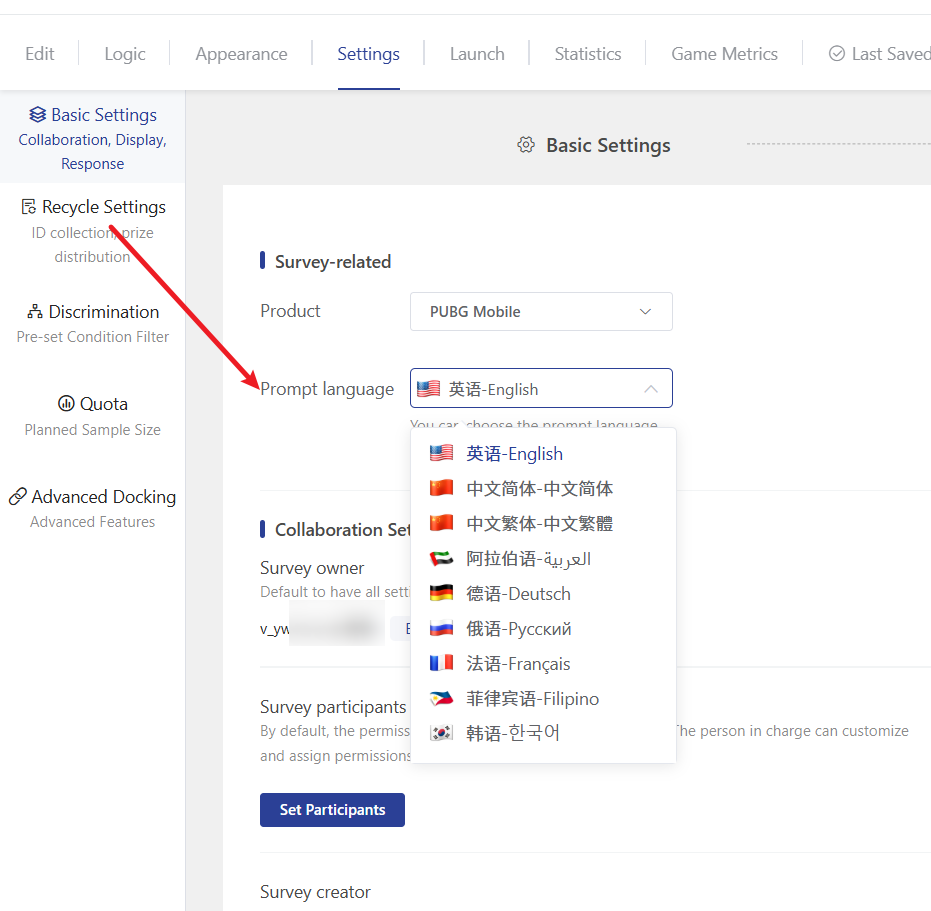 Edit
Logic
Appearance
Settings
Launch
Statistics
Game Metrics
Last Saved
Basic Settings
Collaboration, Display,
Response
Recycle Settings
ID collection, prize
distribution
Discrimination
Pre-set Condition Filter
Quota
Planned Sample Size
Advanced Docking
Advanced Features
Basic Settings
Survey-related
Product
PUBG Mobile
Prompt language
英语-English
You can choose the prompt language
英语-English
中文简体-中文简体
中文繁体-中文繁體
阿拉伯语-العربية
德语-Deutsch
俄语-Русский
法语-Français
菲律宾语-Filipino
韩语-한국어
Collaboration Set
Survey owner
Default to have all setti
v_yw
Survey participants
By default, the permiss The person in charge can customize
and assign permissions
Set Participants
Survey creator